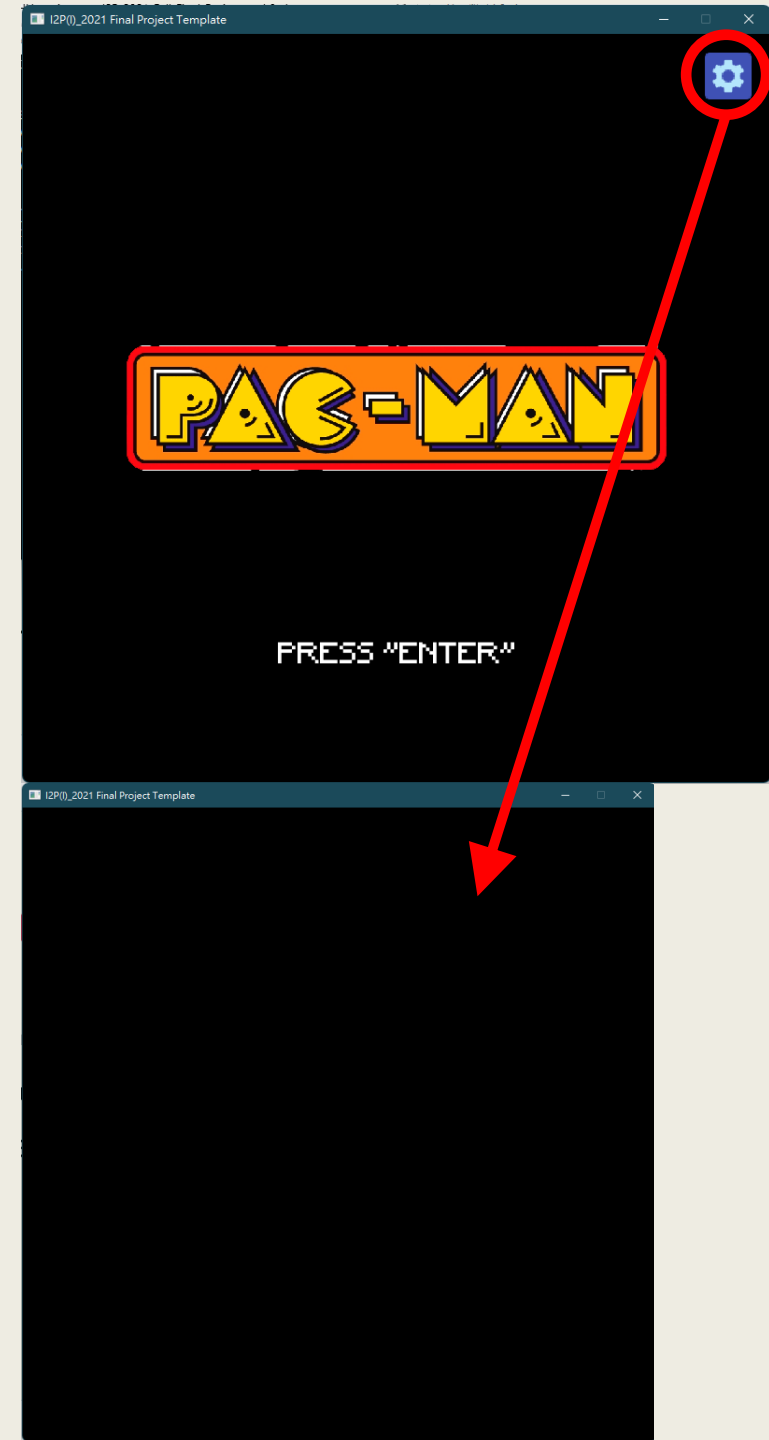 I2P(I)_2021 Final Project Template
PAC-MAN
PRESS "ENTER"
I2P(I)_2021 Final Project Template